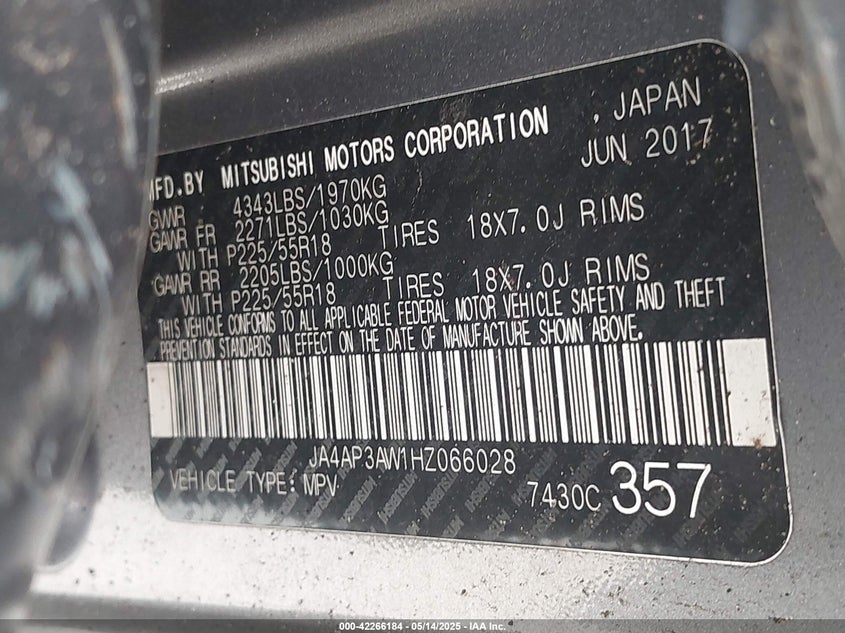 MFD.BY MITSUBISHI MOTORS CORPORATION , JAPAN
JUN 2017
GVWR 4343LBS/1970KG
GAWR FR 2271LBS/1030KG
WITH P225/55R18 TIRES 18X7.0J RIMS
GAWR RR 2205LBS/1000KG
WITH P225/55R18 TIRES 18X7.0J RIMS
THIS VEHICLE CONFORMS TO ALL APPLICABLE FEDERAL MOTOR VEHICLE SAFETY AND THEFT
PREVENTION STANDARDS IN EFFECT ON THE DATE OF MANUFACTURE SHOWN ABOVE.
JA4AP3AW1HZ066028
VEHICLE TYPE: MPV
7430C 357
000-42266184 - 05/14/2025 - IAA Inc.